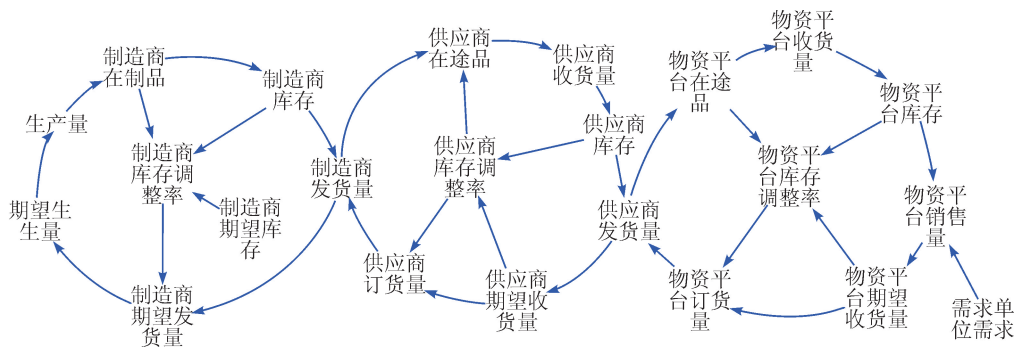 制造商
在制品
制造商
库存
生产量
制造商
库存调
整率
期望生
生量
制造商
期望库
存
制造商
期望发
货量
制造商
发货量
供应商
在途品
供应商
收货量
供应商
库存
供应商
库存调
整率
供应商
发货量
供应商
订货量
供应商
期望收
货量
物资平
台收货
量
物资平
台在途
品
物资平
台库存
物资平
台库存
调整率
物资平
台销售
量
物资平
台订货
量
物资平
台期望
收货量
需求单
位需求